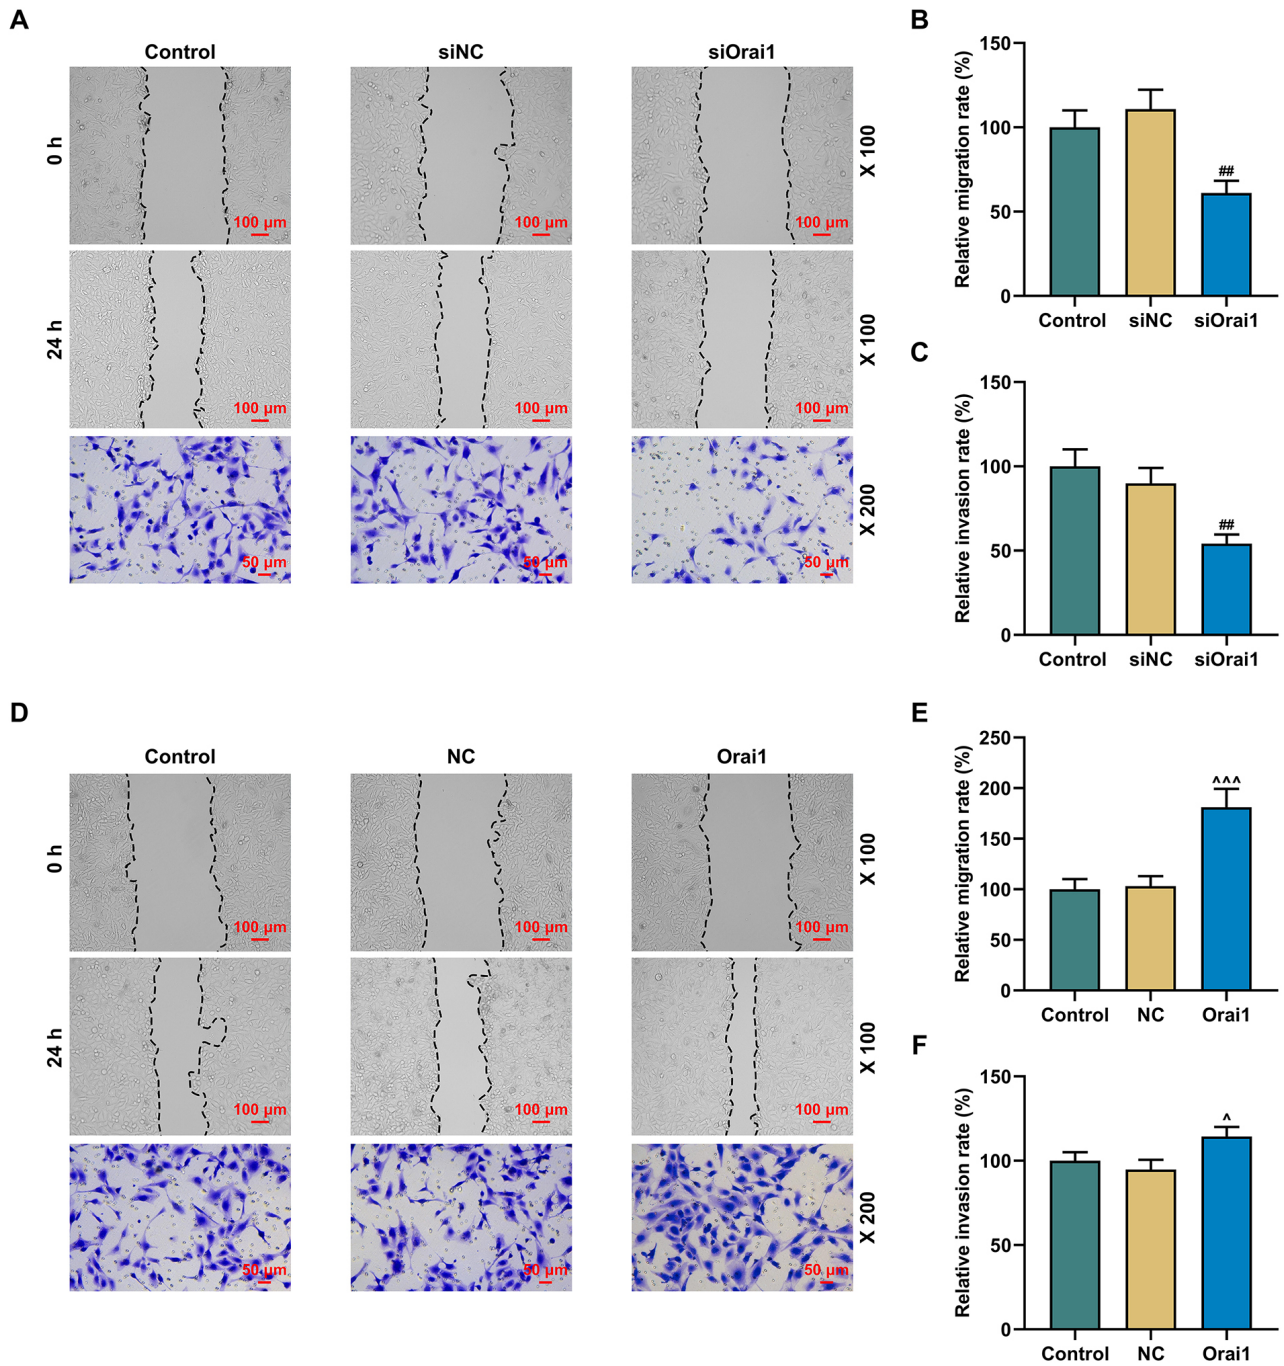 A
Control
siNC
siOrai1
0 h
100 µm
100 µm
100 µm
X 100
24 h
100 µm
100 µm
100 µm
X 100
50 µm
50 µm
50 µm
X 200
B
Relative migration rate (%)
150
100
50
0
##
Control
siNC
siOrai1
C
Relative invasion rate (%)
150
100
50
0
##
Control
siNC
siOrai1
D
Control
NC
Orai1
0 h
100 µm
100 µm
100 µm
X 100
24 h
100 µm
100 µm
100 µm
X 100
50 µm
50 µm
50 µm
X 200
E
Relative migration rate (%)
250
200
150
100
50
0
^^^
Control
NC
Orai1
F
Relative invasion rate (%)
150
100
50
0
^
Control
NC
Orai1